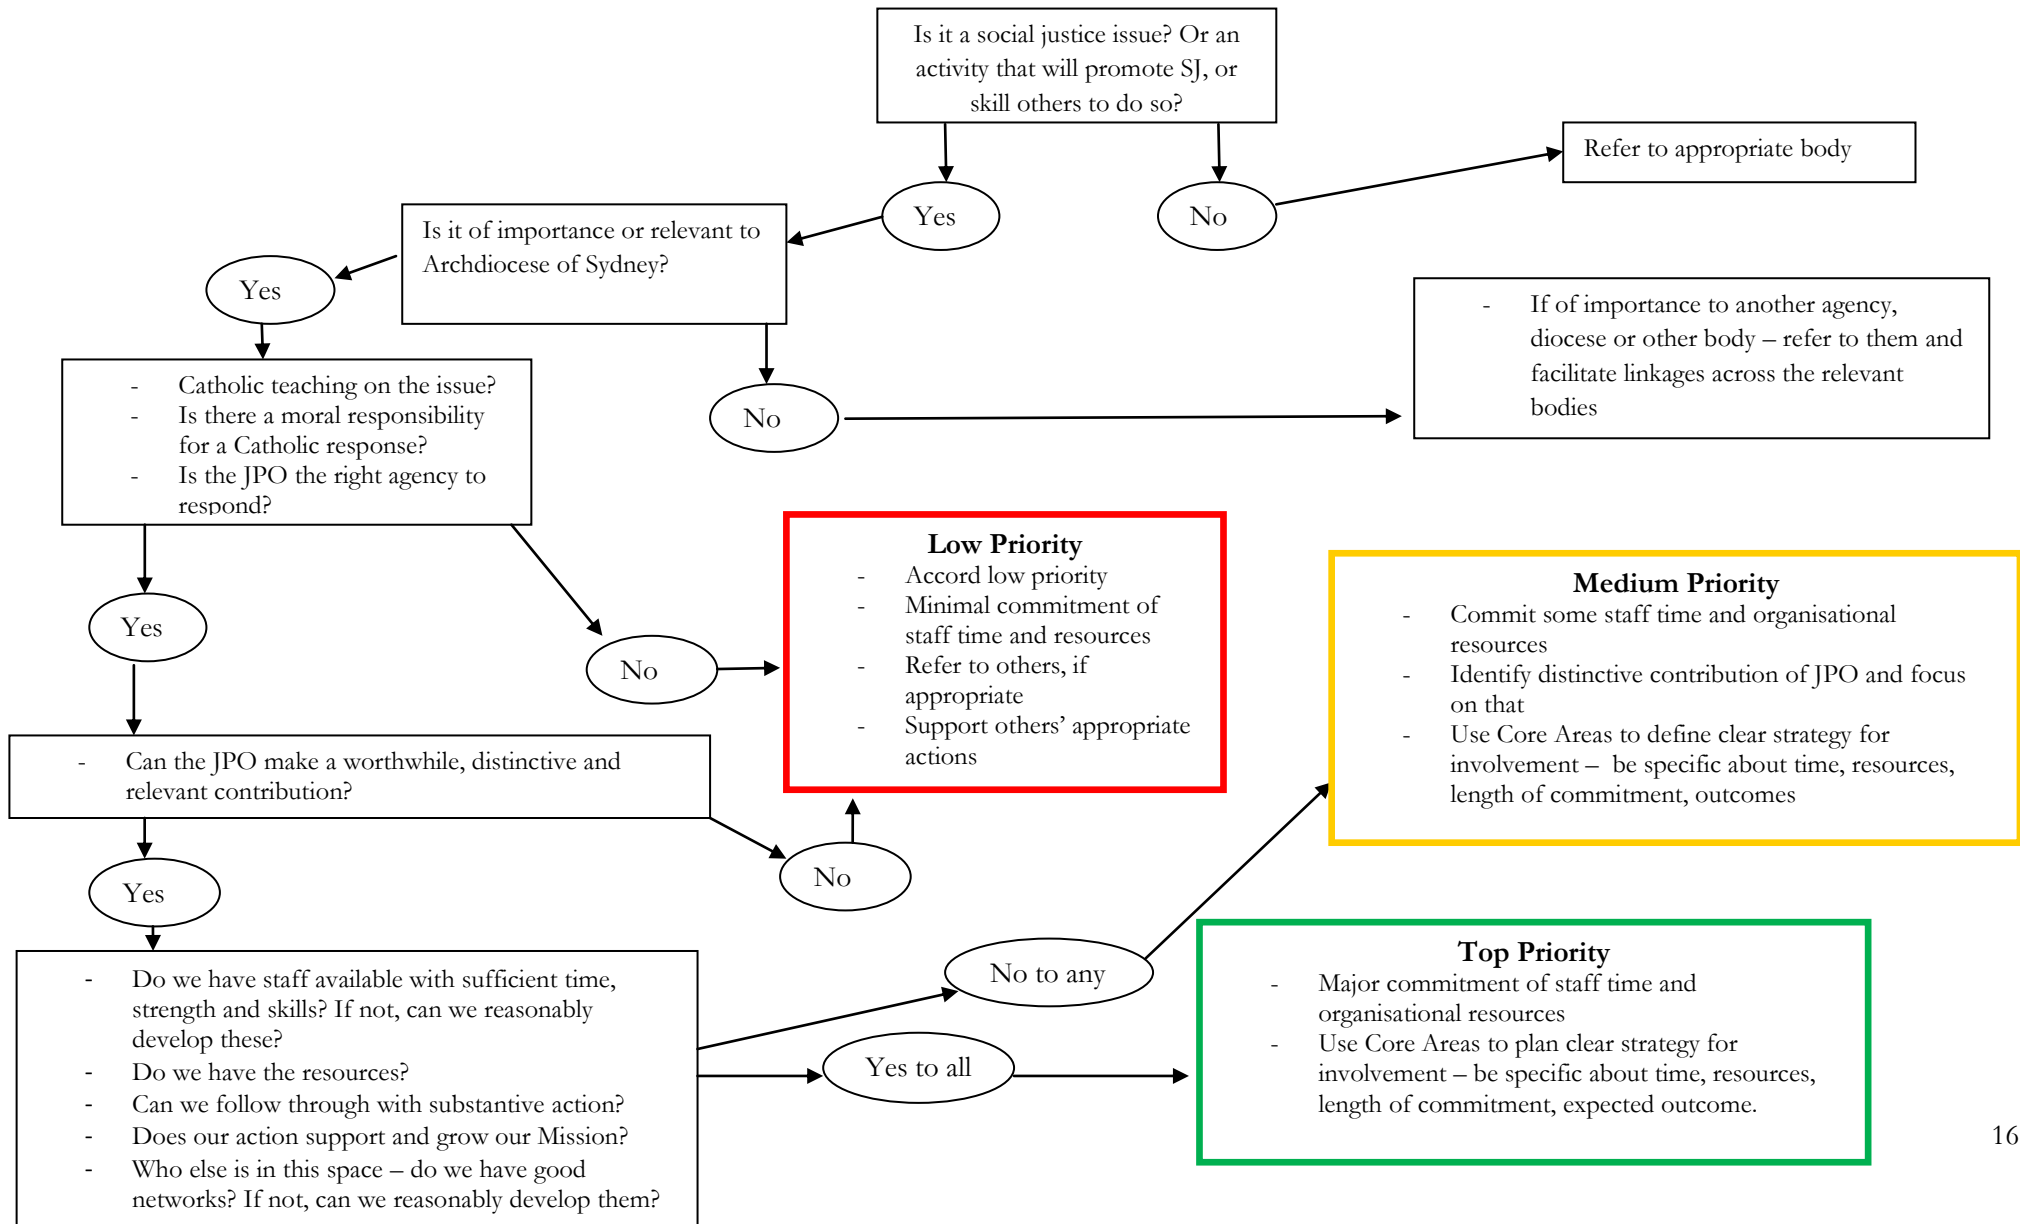 Is it a social justice issue? Or an
activity that will promote SJ, or
skill others to do so?
Refer to appropriate body
Yes
No
Is it of importance or relevant to
Archdiocese of Sydney?
Yes
- If of importance to another agency,
diocese or other body – refer to them and
facilitate linkages across the relevant
bodies
- Catholic teaching on the issue?
- Is there a moral responsibility
for a Catholic response?
- Is the JPO the right agency to
respond?
No
Low Priority
- Accord low priority
- Minimal commitment of
staff time and resources
- Refer to others, if
appropriate
- Support others’ appropriate
actions
Medium Priority
- Commit some staff time and organisational
resources
- Identify distinctive contribution of JPO and focus
on that
- Use Core Areas to define clear strategy for
involvement – be specific about time, resources,
length of commitment, outcomes
Yes
No
- Can the JPO make a worthwhile, distinctive and
relevant contribution?
No
Yes
- Do we have staff available with sufficient time,
strength and skills? If not, can we reasonably
develop these?
- Do we have the resources?
- Can we follow through with substantive action?
- Does our action support and grow our Mission?
- Who else is in this space – do we have good
networks? If not, can we reasonably develop them?
No to any
Yes to all
Top Priority
- Major commitment of staff time and
organisational resources
- Use Core Areas to plan clear strategy for
involvement – be specific about time, resources,
length of commitment, expected outcome.
16